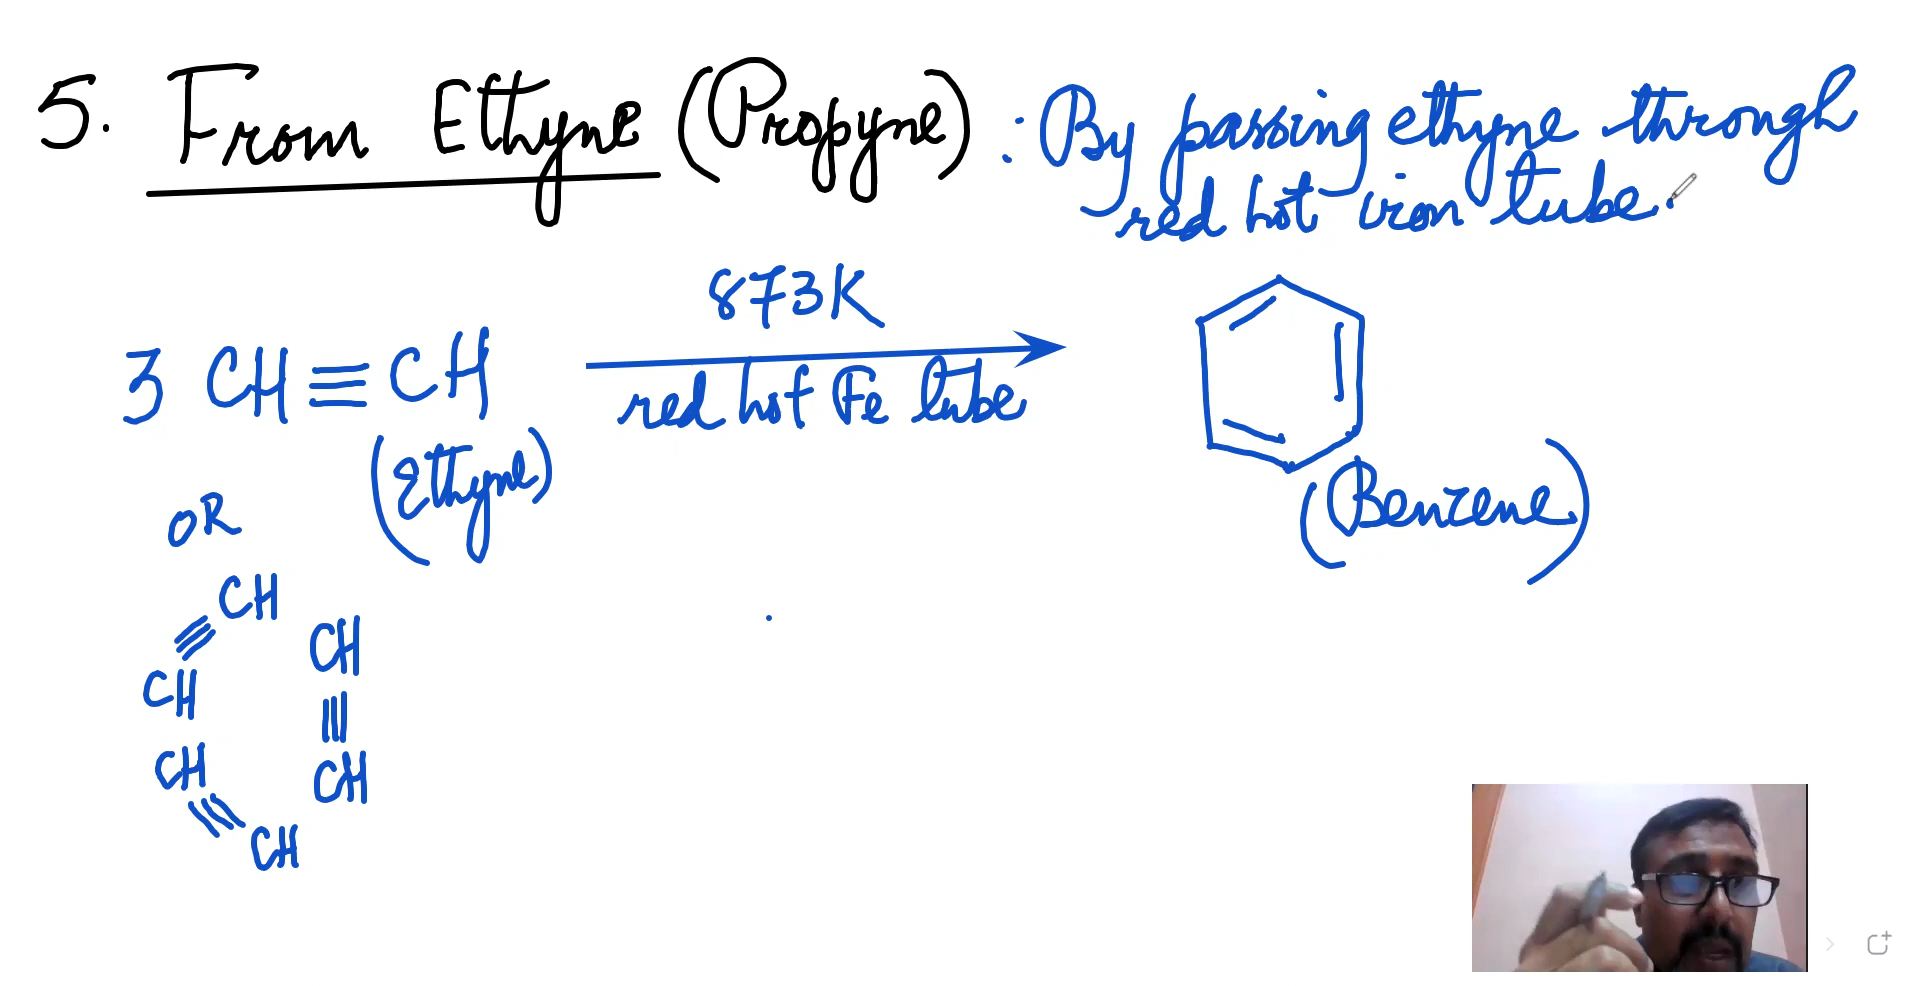 5. From Ethyne (Propyne) : By passing ethyne through
red hot iron tube.
873K
3 CH≡CH
red hot Fe tube
(Ethyne)
(Benzene)
OR
CH
CH
CH
CH
CH
CH